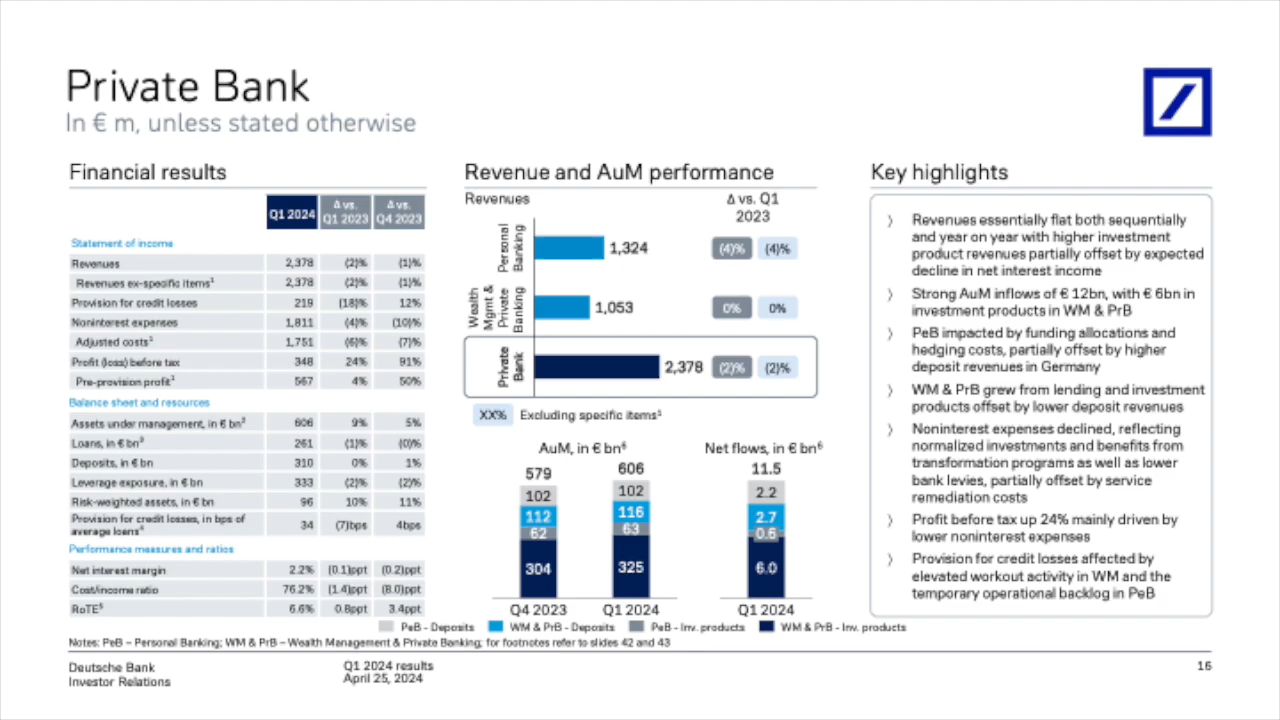 Private Bank
In € m, unless stated otherwise
Financial results
Q1 2024 Δ vs. Q1 2023 Δ vs. Q4 2023
Statement of income
Revenues 2,378 (2)% (1)%
Revenues ex-specific items¹ 2,378 (2)% (1)%
Provision for credit losses 219 (18)% 12%
Noninterest expenses 1,811 (4)% (10)%
Adjusted costs¹ 1,751 (6)% (7)%
Profit (loss) before tax 348 24% 91%
Pre-provision profit¹ 567 4% 50%
Balance sheet and resources
Assets under management, in € bn² 606 9% 5%
Loans, in € bn³ 261 (1)% (0)%
Deposits, in € bn 310 0% 1%
Leverage exposure, in € bn 333 (2)% (2)%
Risk-weighted assets, in € bn 96 10% 11%
Provision for credit losses, in bps of
average loans⁴ 34 (7)bps 4bps
Performance measures and ratios
Net interest margin 2.2% (0.1)ppt (0.2)ppt
Cost/income ratio 76.2% (1.4)ppt (8.0)ppt
RoTE⁵ 6.6% 0.8ppt 3.4ppt
Revenue and AuM performance
Revenues Δ vs. Q1
2023
Personal
Banking
1,324 (4)% (4)%
Wealth
Mgmt &
Private
Banking
1,053 0% 0%
Private
Bank
2,378 (2)% (2)%
XX% Excluding specific items¹
AuM, in € bn⁶ Net flows, in € bn⁶
579 606 11.5
102 102 2.2
112 116 2.7
62 63 0.6
304 325 6.0
Q4 2023 Q1 2024 Q1 2024
PeB - Deposits WM & PrB - Deposits PeB - Inv. products WM & PrB - Inv. products
Key highlights
Revenues essentially flat both sequentially
and year on year with higher investment
product revenues partially offset by expected
decline in net interest income
Strong AuM inflows of € 12bn, with € 6bn in
investment products in WM & PrB
PeB impacted by funding allocations and
hedging costs, partially offset by higher
deposit revenues in Germany
WM & PrB grew from lending and investment
products offset by lower deposit revenues
Noninterest expenses declined, reflecting
normalized investments and benefits from
transformation programs as well as lower
bank levies, partially offset by service
remediation costs
Profit before tax up 24% mainly driven by
lower noninterest expenses
Provision for credit losses affected by
elevated workout activity in WM and the
temporary operational backlog in PeB
Notes: PeB – Personal Banking; WM & PrB – Wealth Management & Private Banking; for footnotes refer to slides 42 and 43
Deutsche Bank
Investor Relations
Q1 2024 results
April 25, 2024
16